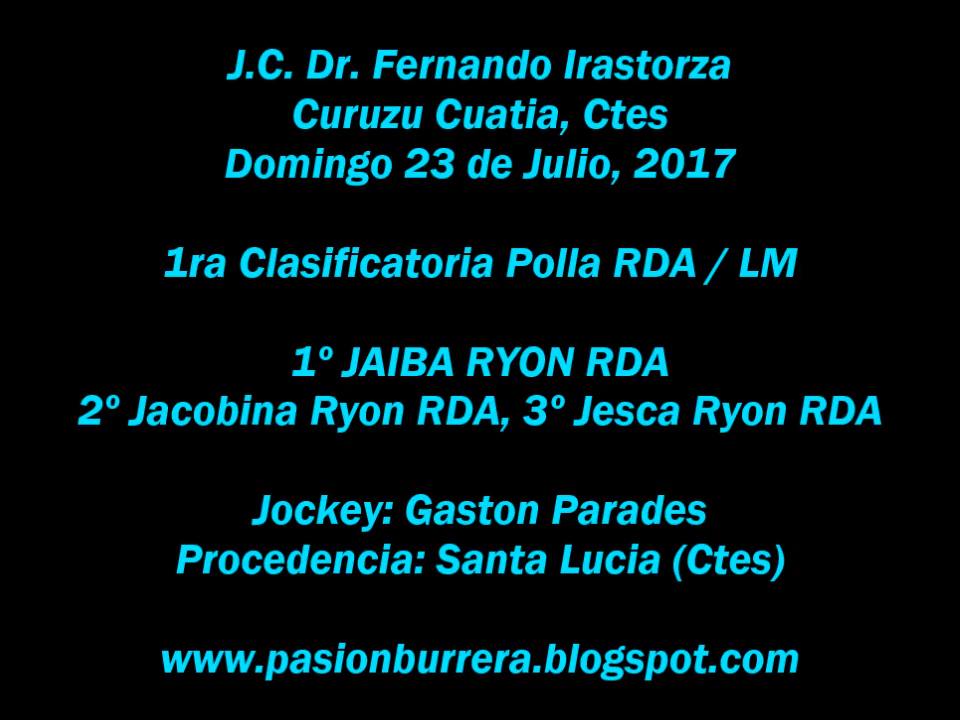 J.C. Dr. Fernando Irastorza
Curuzu Cuatia, Ctes
Domingo 23 de Julio, 2017
1ra Clasificatoria Polla RDA / LM
1º JAIBA RYON RDA
2º Jacobina Ryon RDA, 3º Jesca Ryon RDA
Jockey: Gaston Parades
Procedencia: Santa Lucia (Ctes)
www.pasionburrera.blogspot.com